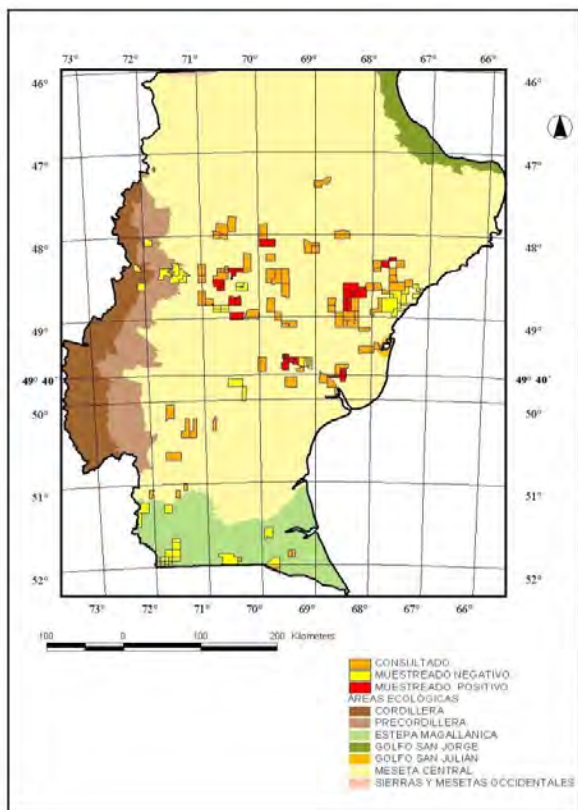 73° 72° 71° 70° 69° 68° 67° 66°
46° 46°
47° 47°
48° 48°
49° 49°
49° 40' 49° 40'
50° 50°
51° 51°
52° 52°
73° 72° 71° 70° 69° 68° 67° 66°
100 0 100 200 Kilometers
CONSULTADO
MUESTREADO NEGATIVO
MUESTREADO POSITIVO
ÁREAS ECOLÓGICAS
CORDILLERA
PRECORDILLERA
ESTEPA MAGALLÁNICA
GOLFO SAN JORGE
GOLFO SAN JULIÁN
MESETA CENTRAL
SIERRAS Y MESETAS OCCIDENTALES